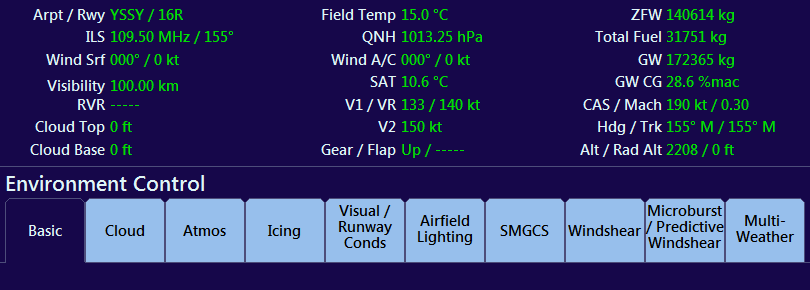 Arpt / Rwy YSSY / 16R Field Temp 15.0 °C ZFW 140614 kg
ILS 109.50 MHz / 155° QNH 1013.25 hPa Total Fuel 31751 kg
Wind Srf 000° / 0 kt Wind A/C 000° / 0 kt GW 172365 kg
Visibility 100.00 km SAT 10.6 °C GW CG 28.6 %mac
RVR ----- V1 / VR 133 / 140 kt CAS / Mach 190 kt / 0.30
Cloud Top 0 ft V2 150 kt Hdg / Trk 155° M / 155° M
Cloud Base 0 ft Gear / Flap Up / ----- Alt / Rad Alt 2208 / 0 ft
Environment Control
Basic
Cloud
Atmos
Icing
Visual /
Runway
Conds
Airfield
Lighting
SMGCS
Windshear
Microburst
/ Predictive
Windshear
Multi-
Weather